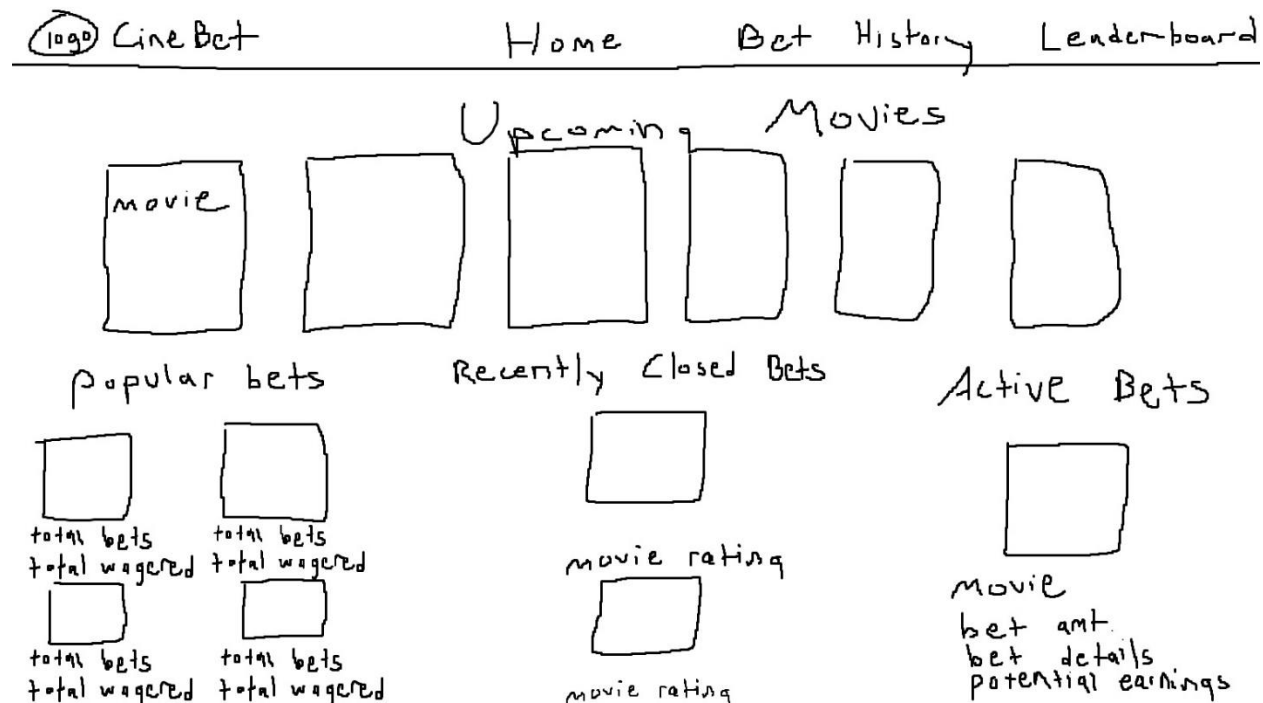 logo CineBet Home Bet History Leaderboard
Upcoming Movies
movie
popular bets
Recently Closed Bets
Active Bets
total bets
total wagered
total bets
total wagered
total bets
total wagered
total bets
total wagered
movie rating
movie rating
Movie
bet amt.
bet details
potential earnings